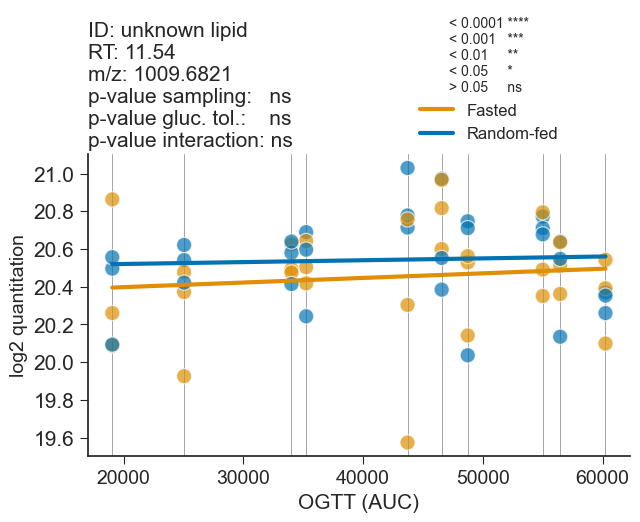 ID: unknown lipid
RT: 11.54
m/z: 1009.6821
p-value sampling: ns
p-value gluc. tol.: ns
p-value interaction: ns
< 0.0001 ****
< 0.001 ***
< 0.01 **
< 0.05 *
> 0.05 ns
Fasted
Random-fed
log2 quantitation
21.0
20.8
20.6
20.4
20.2
20.0
19.8
19.6
20000 30000 40000 50000 60000
OGTT (AUC)